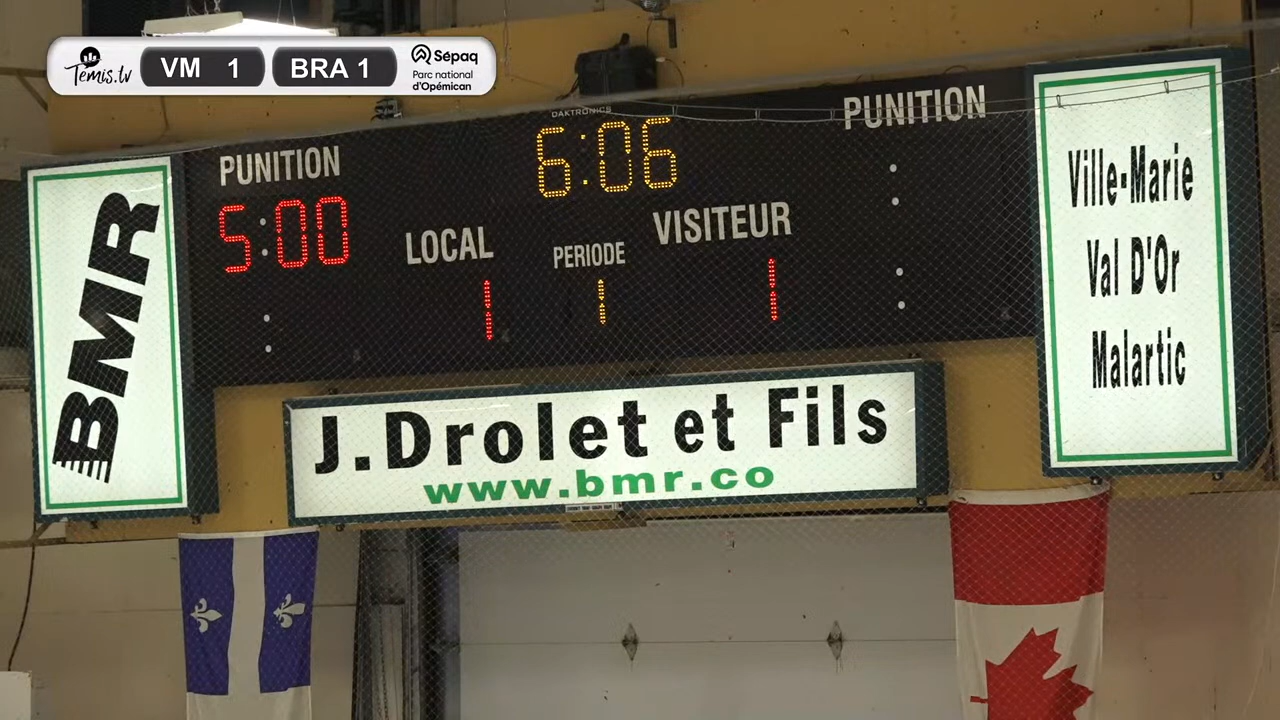 Temis.tv
VM 1
BRA 1
Sépaq
Parc national
d'Opémican
DAKTRONICS
PUNITION
6:06
PUNITION
5:00
LOCAL
PERIODE
VISITEUR
1
1
1
BMR
Ville-Marie
Val D'Or
Malartic
J. Drolet et Fils
www.bmr.co